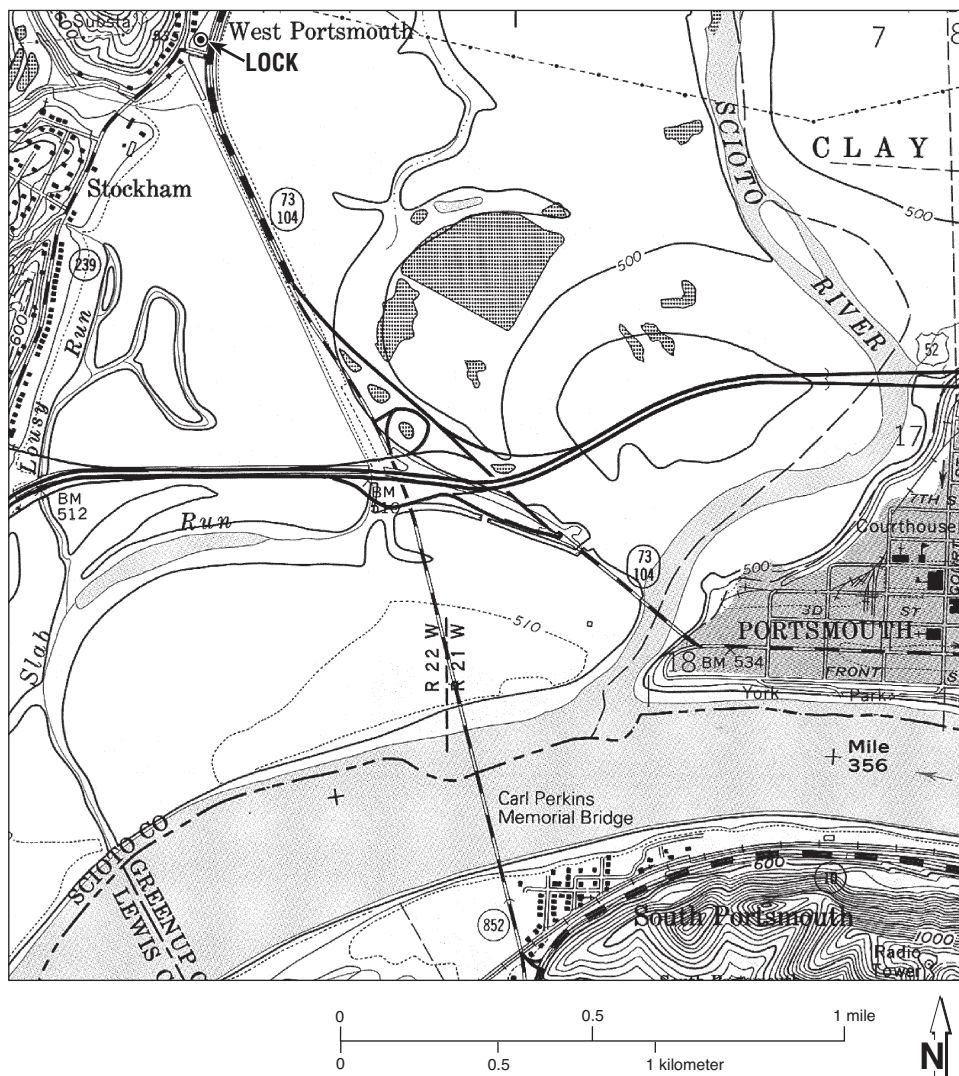 Substa
West Portsmouth
LOCK
7
8
500
SCIOTO
CLAY
Stockham
73
104
500
500
239
600
Lousy Run
RIVER
US
52
17
BM
512
BM
510
Run
7TH S
Courthouse
73
104
500
3D ST
510
PORTSMOUTH
R 22 W
R 21 W
18
BM 534
FRONT S
Slab
York Park
Mile
356
Carl Perkins
Memorial Bridge
SCIOTO CO
GREENUP C
LEWIS C
600
10
852
South Portsmouth
1000
Radio
Tower
0 0.5 1 mile
0 0.5 1 kilometer
N